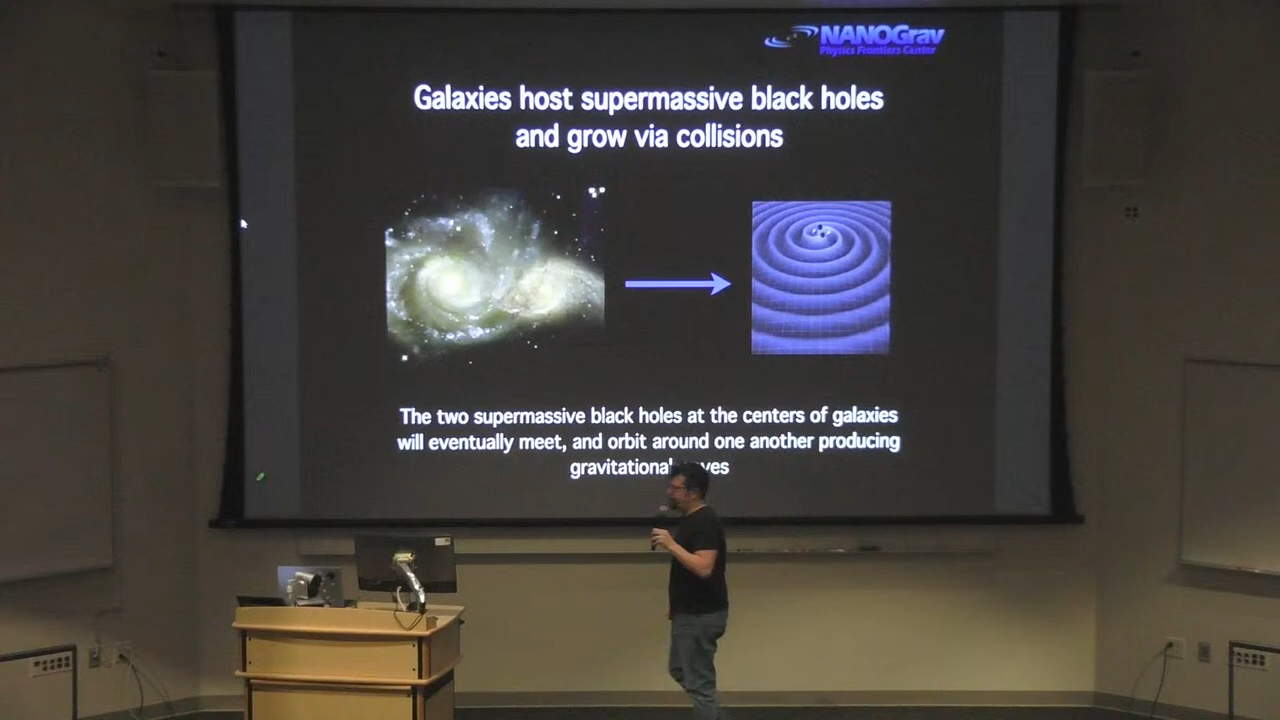 NANOGrav
Physics Frontiers Center
Galaxies host supermassive black holes
and grow via collisions
The two supermassive black holes at the centers of galaxies
will eventually meet, and orbit around one another producing
gravitational